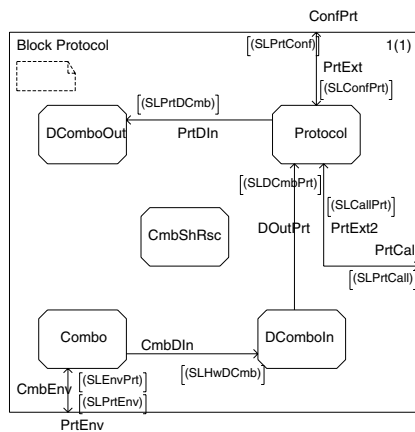 ConfPrt
Block Protocol
1(1)
[(SLPrtConf)]
PrtExt
[(SLConfPrt)]
[(SLPrtDCmb)]
DComboOut
PrtDIn
Protocol
[(SLDCmbPrt)]
[(SLCallPrt)]
CmbShRsc
DOutPrt
PrtExt2
PrtCall
[(SLPrtCall)]
Combo
CmbDIn
DComboIn
[(SLHwDCmb)]
CmbEnv
[(SLEnvPrt)]
[(SLPrtEnv)]
PrtEnv